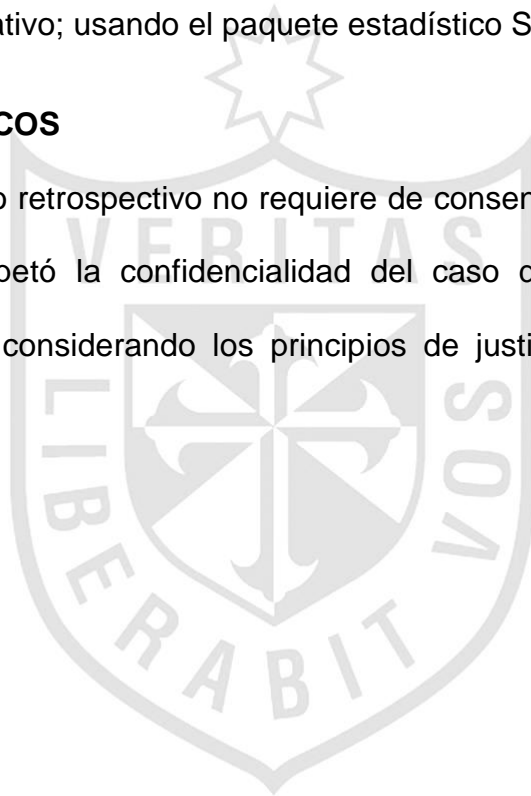 ativo; usando el paquete estadístico S
COS
o retrospectivo no requiere de conser
petó la confidencialidad del caso c
considerando los principios de justi
VERITAS
LIBERABIT
VOS